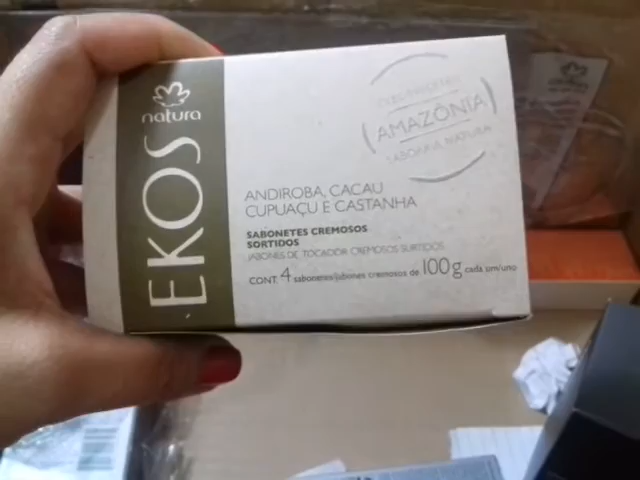 natura
EKOS
AMAZÔNIA
ANDIROBA, CACAU
CUPUAÇU E CASTANHA
SABONETES CREMOSOS
SORTIDOS
JABONES DE TOCADOR CREMOSOS SURTIDOS
CONT. 4 sabonetes/jabones cremosos de 100g cada um/uno